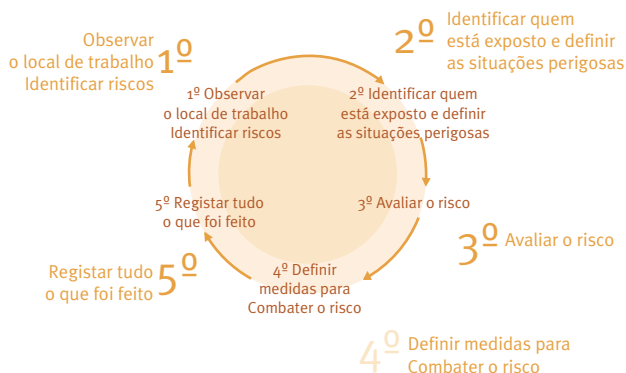 Observar
o local de trabalho
Identificar riscos
1º
2º
Identificar quem
está exposto e definir
as situações perigosas
1º Observar
o local de trabalho
Identificar riscos
2º Identificar quem
está exposto e definir
as situações perigosas
5º Registar tudo
o que foi feito
3º Avaliar o risco
3º Avaliar o risco
4º Definir
medidas para
Combater o risco
Registar tudo
o que foi feito
5º
4º
Definir medidas para
Combater o risco